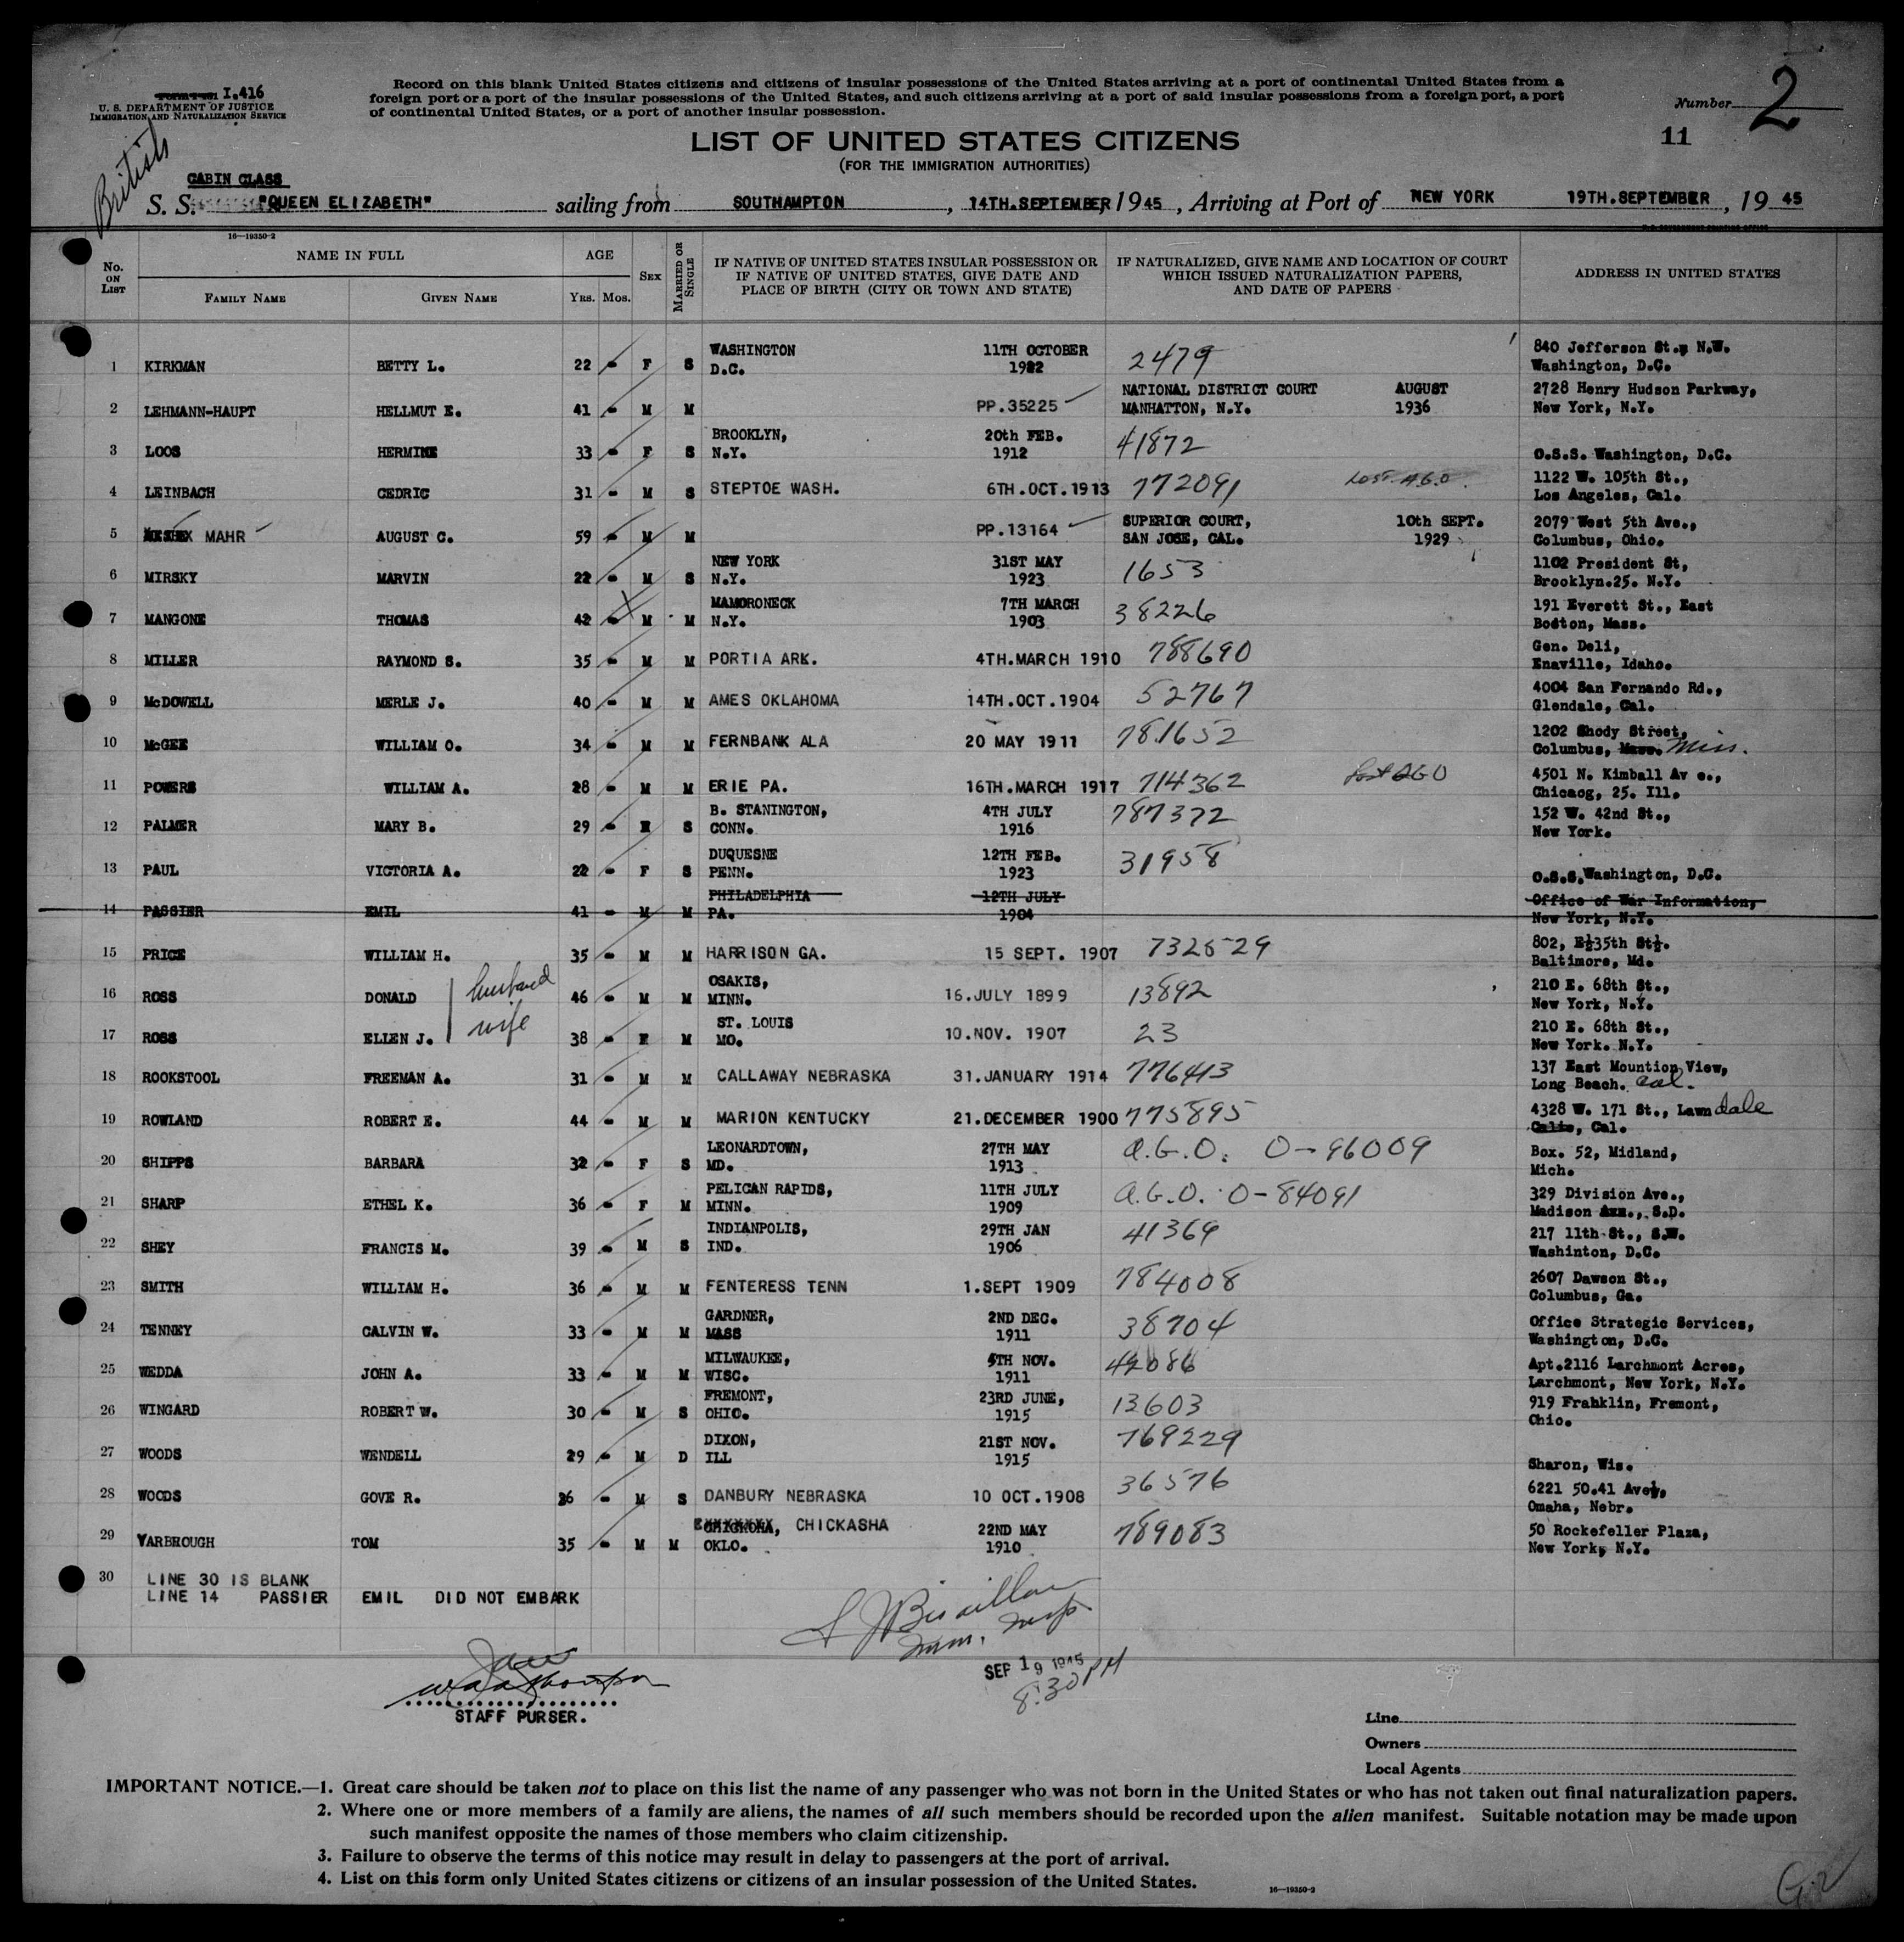 I.416
U. S. DEPARTMENT OF JUSTICE
IMMIGRATION AND NATURALIZATION SERVICE
Record on this blank United States citizens and citizens of insular possessions of the United States arriving at a port of continental United States from a
foreign port or a port of the insular possessions of the United States, and such citizens arriving at a port of said insular possessions from a foreign port, a port
of continental United States, or a port of another insular possession.
Number 2
11
LIST OF UNITED STATES CITIZENS
(FOR THE IMMIGRATION AUTHORITIES)
British
CABIN CLASS
S. S. "QUEEN ELIZABETH" sailing from SOUTHAMPTON, 14TH.SEPTEMBER 1945, Arriving at Port of NEW YORK 19TH.SEPTEMBER, 1945
16—19350-2
No. ON LIST NAME IN FULL AGE SEX MARRIED OR SINGLE IF NATIVE OF UNITED STATES INSULAR POSSESSION OR IF NATIVE OF UNITED STATES, GIVE DATE AND PLACE OF BIRTH (CITY OR TOWN AND STATE) IF NATURALIZED, GIVE NAME AND LOCATION OF COURT WHICH ISSUED NATURALIZATION PAPERS, AND DATE OF PAPERS ADDRESS IN UNITED STATES
FAMILY NAME GIVEN NAME YRS. MOS.
1 KIRKMAN BETTY L. 22 - F S WASHINGTON D.C. 11TH OCTOBER 1922 2479 840 Jefferson St., N.W. Washington, D.C.
2 LEHMANN-HAUPT HELLMUT E. 41 - M M PP.35225 NATIONAL DISTRICT COURT MANHATTON, N.Y. AUGUST 1936 2728 Henry Hudson Parkway, New York, N.Y.
3 LOOS HERMINE 33 - F S BROOKLYN, N.Y. 20th FEB. 1912 41872 O.S.S. Washington, D.C.
4 LEINBACH CEDRIC 31 - M S STEPTOE WASH. 6TH.OCT.1913 772091 Lost A.G.O. 1122 W. 105th St., Los Angeles, Cal.
5 MAHR AUGUST C. 59 - M M PP.13164 SUPERIOR COURT, SAN JOSE, CAL. 10th SEPT. 1929 2079 West 5th Ave., Columbus, Ohio.
6 MIRSKY MARVIN 22 - M S NEW YORK N.Y. 31ST MAY 1923 1653 1102 President St, Brooklyn.25. N.Y.
7 MANGONE THOMAS 42 - M M MAMORONECK N.Y. 7TH MARCH 1903 38226 191 Everett St., East Boston, Mass.
8 MILLER RAYMOND S. 35 - M M PORTIA ARK. 4TH.MARCH 1910 788690 Gen. Deli, Enaville, Idaho.
9 McDOWELL MERLE J. 40 - M M AMES OKLAHOMA 14TH.OCT.1904 52767 4004 San Fernando Rd., Glendale, Cal.
10 McGEE WILLIAM O. 34 - M M FERNBANK ALA 20 MAY 1911 781652 1202 Shody Street, Columbus, Mass. Miss.
11 POWERS WILLIAM A. 28 - M M ERIE PA. 16TH.MARCH 1917 714362 Lost AGO 4501 N. Kimball Av e., Chicaog, 25. Ill.
12 PALMER MARY B. 29 - S B. STANINGTON, CONN. 4TH JULY 1916 787372 152 W. 42nd St., New York.
13 PAUL VICTORIA A. 22 - F S DUQUESNE PENN. 12TH FEB. 1923 31958 O.S.S.Washington, D.C.
14 PASSIER EMIL 41 - M M PHILADELPHIA PA. 12TH JULY 1904 Office of War Information, New York, N.Y.
15 PRICE WILLIAM H. 35 - M M HARRISON GA. 15 SEPT. 1907 7328529 802, E½35th St½. Baltimore, Md.
16 ROSS DONALD husband 46 - M M OSAKIS, MINN. 16.JULY 1899 13892 210 E. 68th St., New York, N.Y.
17 ROSS ELLEN J. wife 38 - F M ST. LOUIS MO. 10.NOV. 1907 23 210 E. 68th St., New York. N.Y.
18 ROOKSTOOL FREEMAN A. 31 - M M CALLAWAY NEBRASKA 31.JANUARY 1914 776413 137 East Mountion View, Long Beach. Cal.
19 ROWLAND ROBERT E. 44 - M M MARION KENTUCKY 21.DECEMBER 1900 775895 4328 W. 171 St., Lawndale Calif, Cal.
20 SHIPPS BARBARA 32 - F S LEONARDTOWN, MD. 27TH MAY 1913 A.G.O. O-96009 Box. 52, Midland, Mich.
21 SHARP ETHEL K. 36 - F M PELICAN RAPIDS, MINN. 11TH JULY 1909 A.G.O. O-84091 329 Division Ave., Madison S.D.
22 SHEY FRANCIS M. 39 - M S INDIANPOLIS, IND. 29TH JAN 1906 41369 217 11th St., S.W. Washinton, D.C.
23 SMITH WILLIAM H. 36 - M M FENTERESS TENN 1.SEPT 1909 784008 2607 Dawson St., Columbus, Ga.
24 TENNEY CALVIN W. 33 - M M GARDNER, MASS 2ND DEC. 1911 38704 Office Strategic Services, Washington, D.C.
25 WEDDA JOHN A. 33 - M M MILWAUKEE, WISC. 5TH NOV. 1911 42086 Apt.2116 Larchmont Acres, Larchmont, New York, N.Y.
26 WINGARD ROBERT W. 30 - M S FREMONT, OHIO. 23RD JUNE, 1915 13603 919 Frahklin, Fremont, Ohio.
27 WOODS WENDELL 29 - M D DIXON, ILL 21ST NOV. 1915 769229 Sharon, Wis.
28 WOODS GOVE R. 36 - M S DANBURY NEBRASKA 10 OCT.1908 36576 6221 50.41 Ave, Omaha, Nebr.
29 YARBROUGH TOM 35 - M M CHICKASHA OKLO. 22ND MAY 1910 789083 50 Rockefeller Plaza, New York, N.Y.
30 LINE 30 IS BLANK
LINE 14 PASSIER EMIL DID NOT EMBARK
Imm. Insp.
SEP 19 1945
8:30 PM
STAFF PURSER.
Line
Owners
Local Agents
IMPORTANT NOTICE.—1. Great care should be taken not to place on this list the name of any passenger who was not born in the United States or who has not taken out final naturalization papers.
2. Where one or more members of a family are aliens, the names of all such members should be recorded upon the alien manifest. Suitable notation may be made upon
such manifest opposite the names of those members who claim citizenship.
3. Failure to observe the terms of this notice may result in delay to passengers at the port of arrival.
4. List on this form only United States citizens or citizens of an insular possession of the United States.
16—19350-2